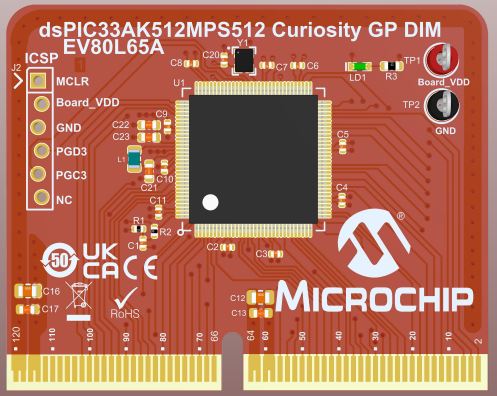 dsPIC33AK512MPS512 Curiosity GP DIM
EV80L65A
ICSP
J2
MCLR
Board_VDD
GND
PGD3
PGC3
NC
Y1
C20
C8
C7
C6
LD1
R3
TP1
Board_VDD
TP2
GND
U1
C9
C22
C23
L1
C10
C21
C11
R1
R2
C1
C5
C4
C2
C3
50
UK
CA CE
RoHS
C16
C17
C12
C13
®
MICROCHIP
120
110
100
90
80
70
66
64
60
50
40
30
20
10
2